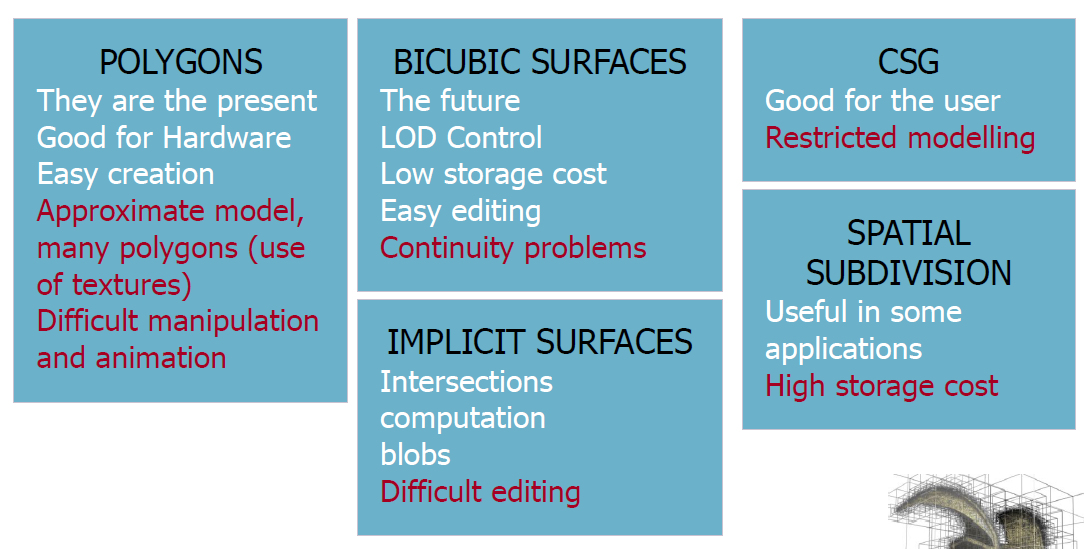 POLYGONS
They are the present
Good for Hardware
Easy creation
Approximate model,
many polygons (use
of textures)
Difficult manipulation
and animation
BICUBIC SURFACES
The future
LOD Control
Low storage cost
Easy editing
Continuity problems
IMPLICIT SURFACES
Intersections
computation
blobs
Difficult editing
CSG
Good for the user
Restricted modelling
SPATIAL
SUBDIVISION
Useful in some
applications
High storage cost